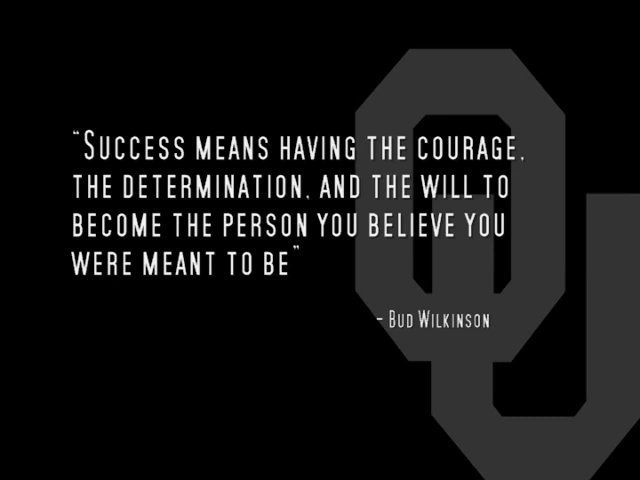 “Success means having the courage,
the determination, and the will to
become the person you believe you
were meant to be”
- Bud Wilkinson
OU